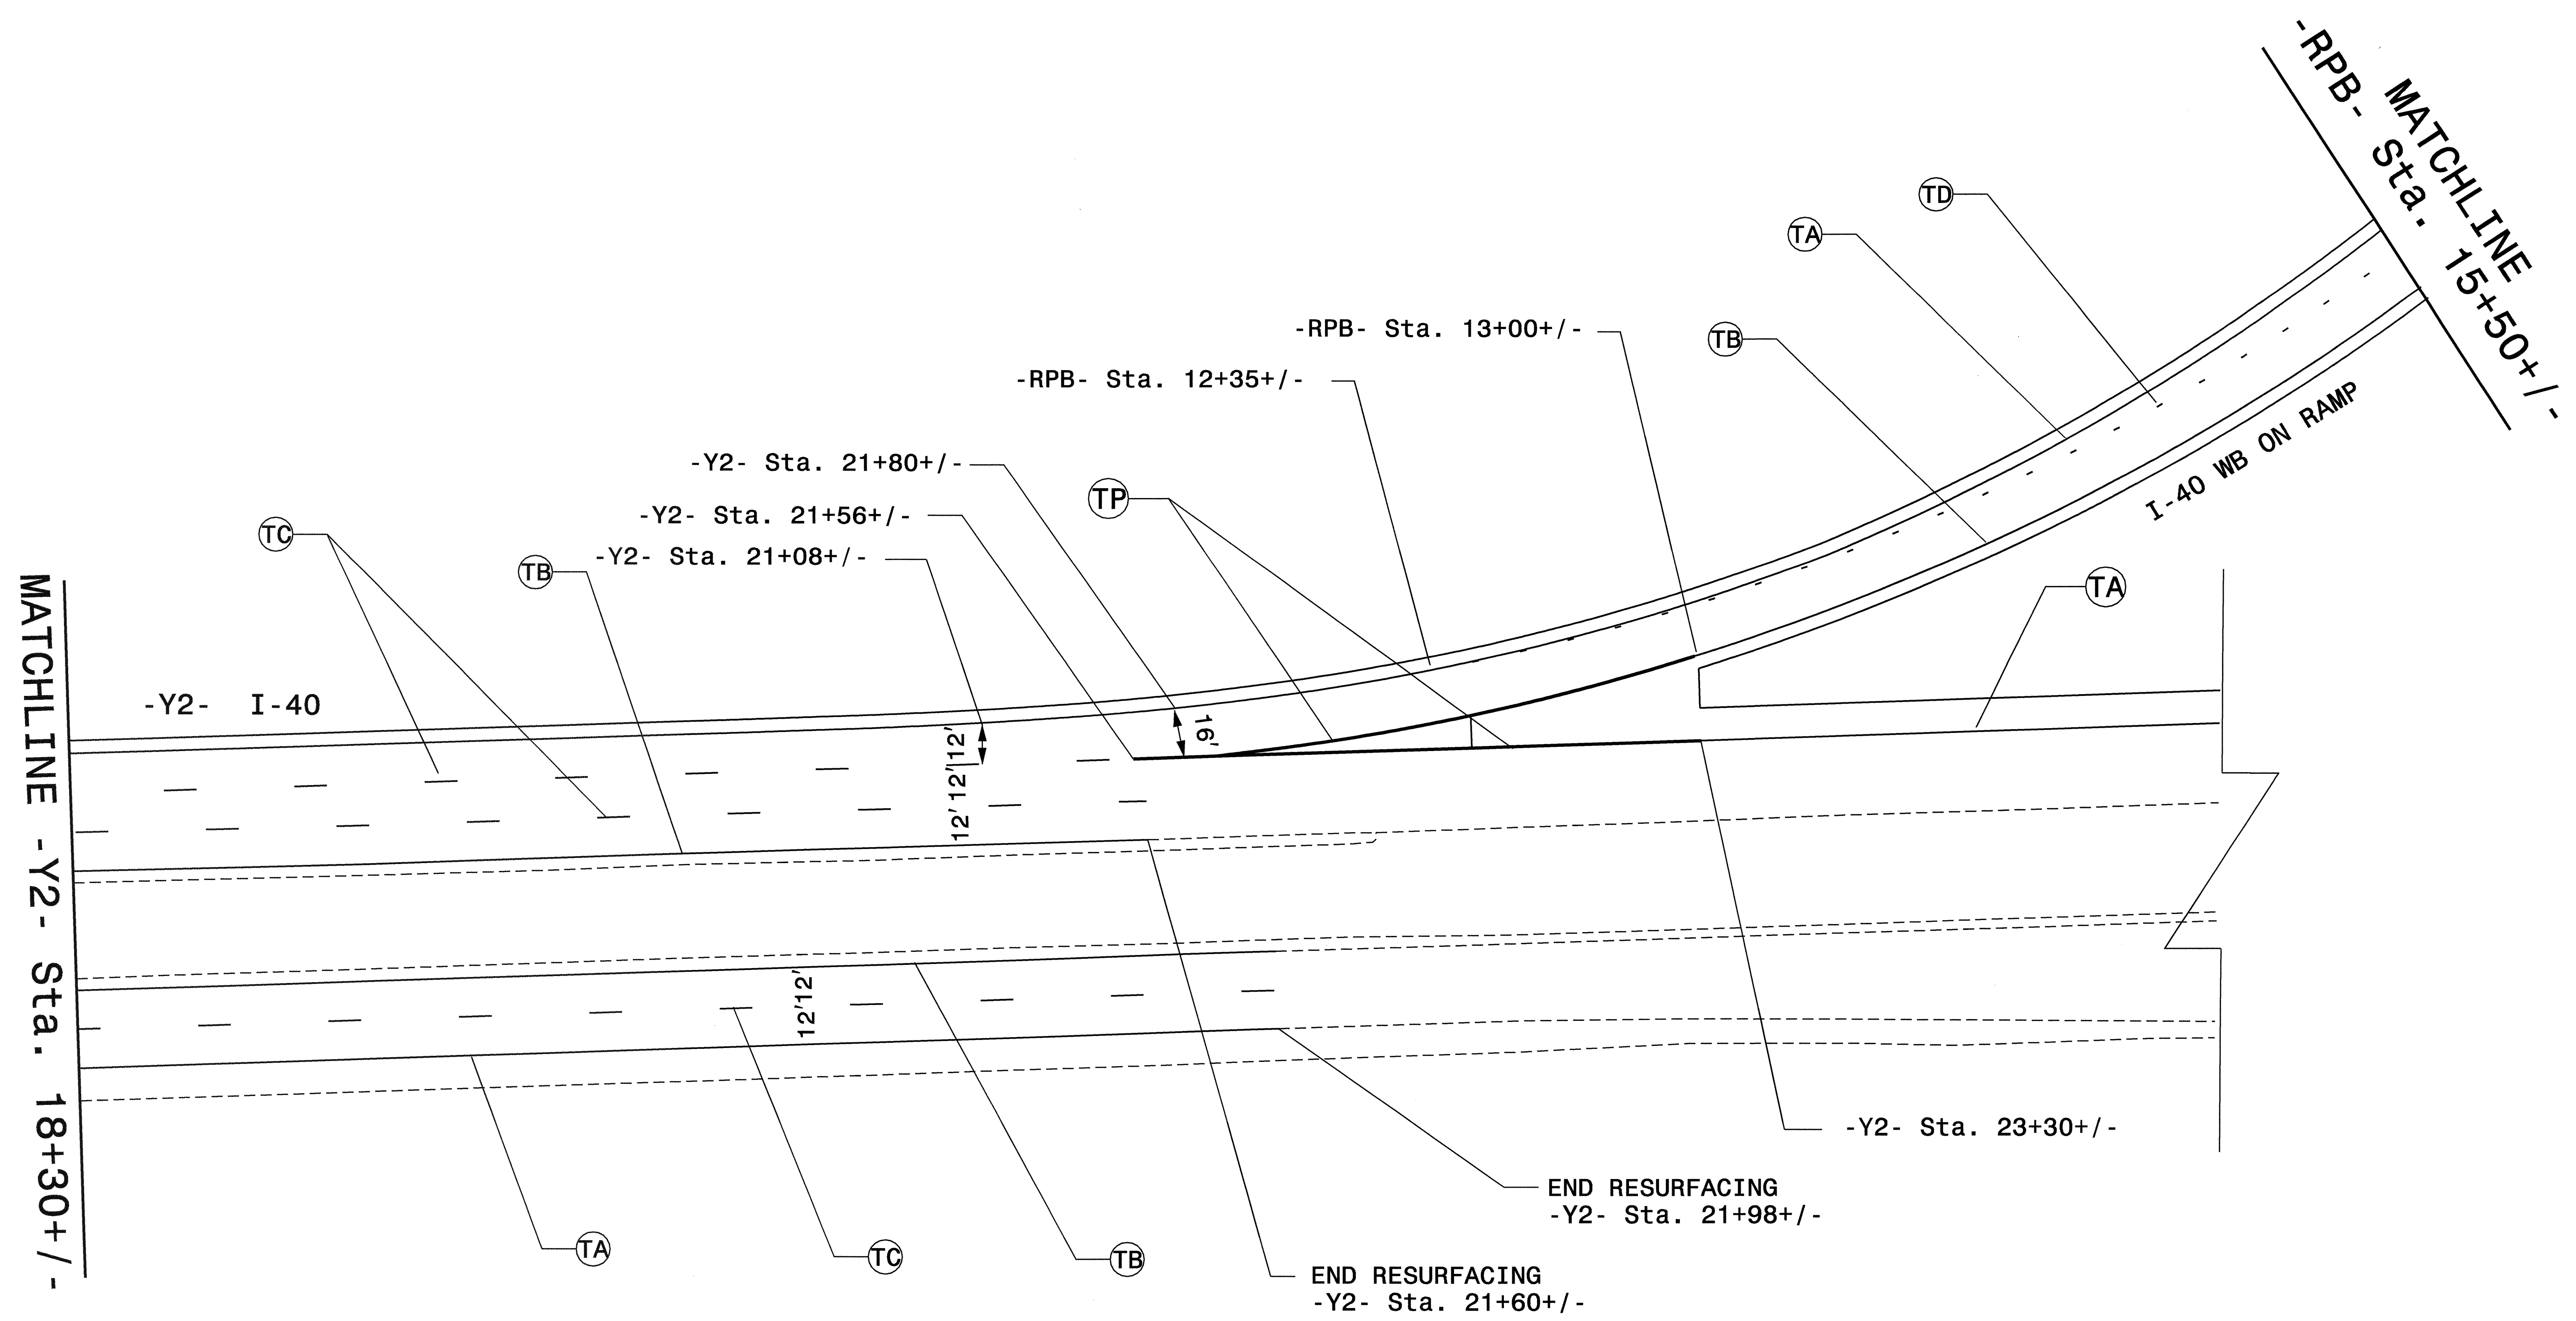 MATCHLINE
-RPB- Sta. 15+50+/-
TD
TA
-RPB- Sta. 13+00+/-
TB
-RPB- Sta. 12+35+/-
I-40 WB ON RAMP
-Y2- Sta. 21+80+/-
TP
-Y2- Sta. 21+56+/-
TC
-Y2- Sta. 21+08+/-
TB
TA
MATCHLINE -Y2- Sta. 18+30+/-
-Y2- I-40
16'
12'
12'
12'
12'
12'
-Y2- Sta. 23+30+/-
END RESURFACING
-Y2- Sta. 21+98+/-
TA
TC
TB
END RESURFACING
-Y2- Sta. 21+60+/-